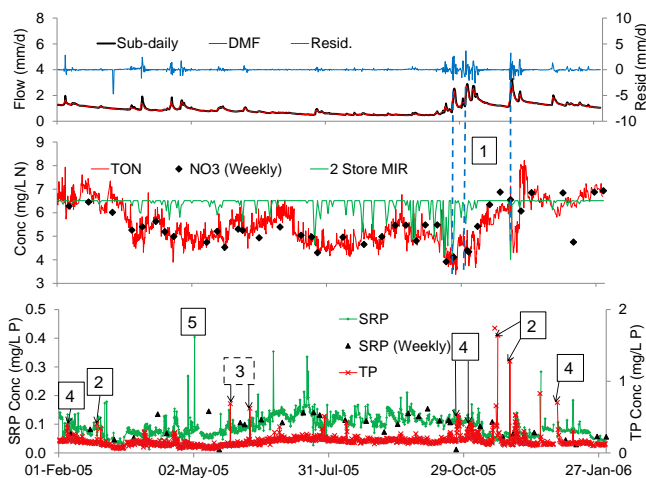 8 10
Sub-daily DMF Resid.
6 5
4 0
2 -5
0 -10
Flow (mm/d)
Resid (mm/d)
9
TON NO3 (Weekly) 2 Store MIR
8
7
6
5
4
3
Conc (mg/L N)
1
0.5 2
SRP
SRP (Weekly)
TP
0.4
0.3
0.2 1
0.1
0.0 0
SRP Conc (mg/L P)
TP Conc (mg/L P)
5
2
4 2 3 4 4
01-Feb-05 02-May-05 31-Jul-05 29-Oct-05 27-Jan-06